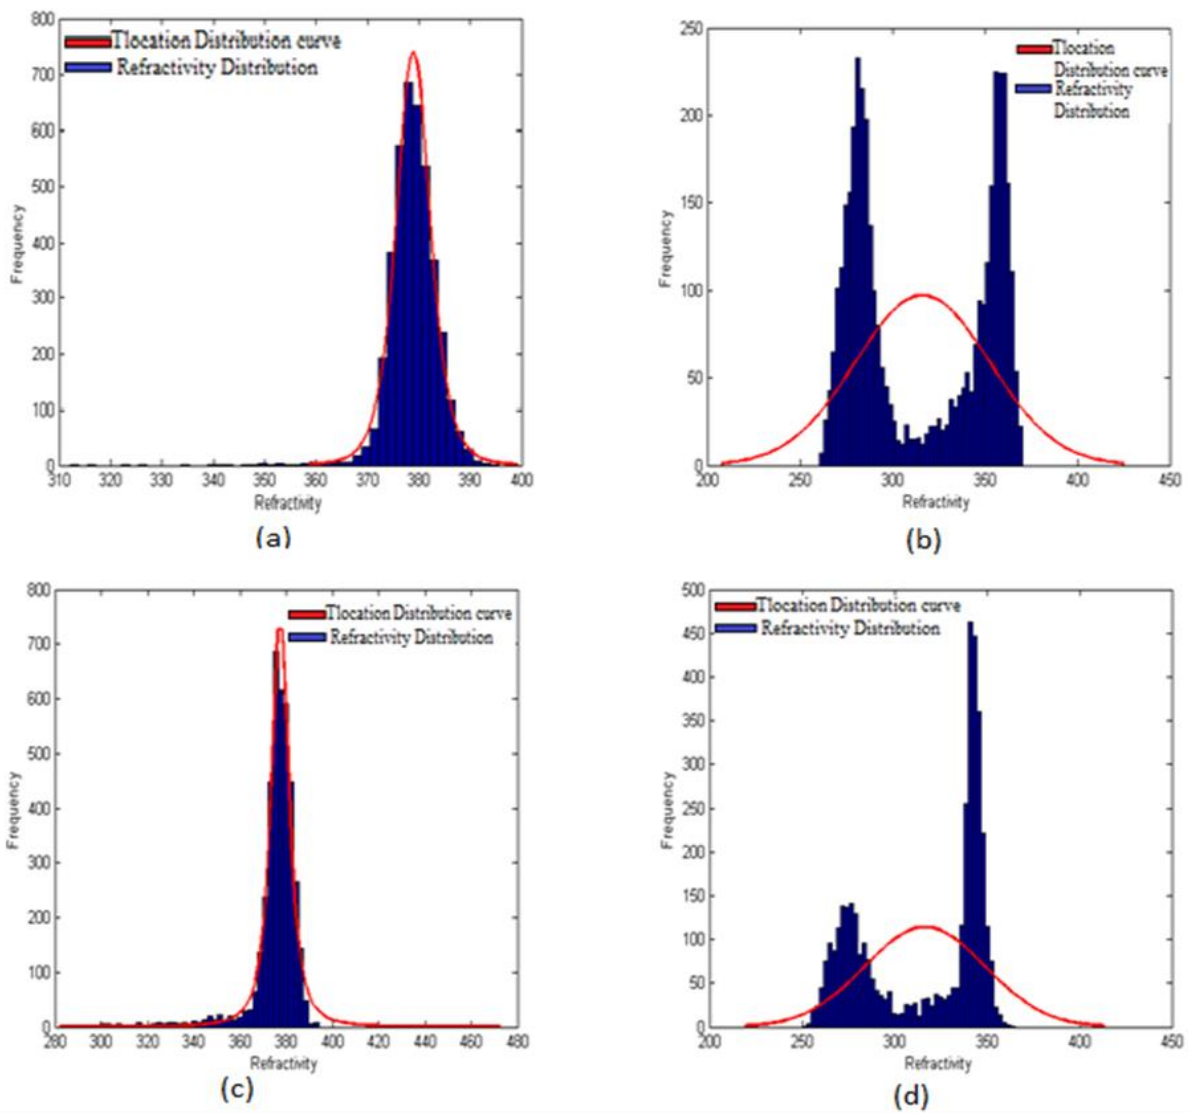 800
700
600
500
400
300
200
100
0
Frequency
Tlocation Distribution curve
Refractivity Distribution
310 320 330 340 350 360 370 380 390 400
Refractivity
(a)
250
200
150
100
50
0
Frequency
Tlocation
Distribution curve
Refractivity
Distribution
200 250 300 350 400 450
Refractivity
(b)
800
700
600
500
400
300
200
100
0
Frequency
Tlocation Distribution curve
Refractivity Distribution
280 300 320 340 360 380 400 420 440 460 480
Refractivity
(c)
500
450
400
350
300
250
200
150
100
50
0
Frequency
Tlocation Distribution curve
Refractivity Distribution
200 250 300 350 400 450
Refractivity
(d)